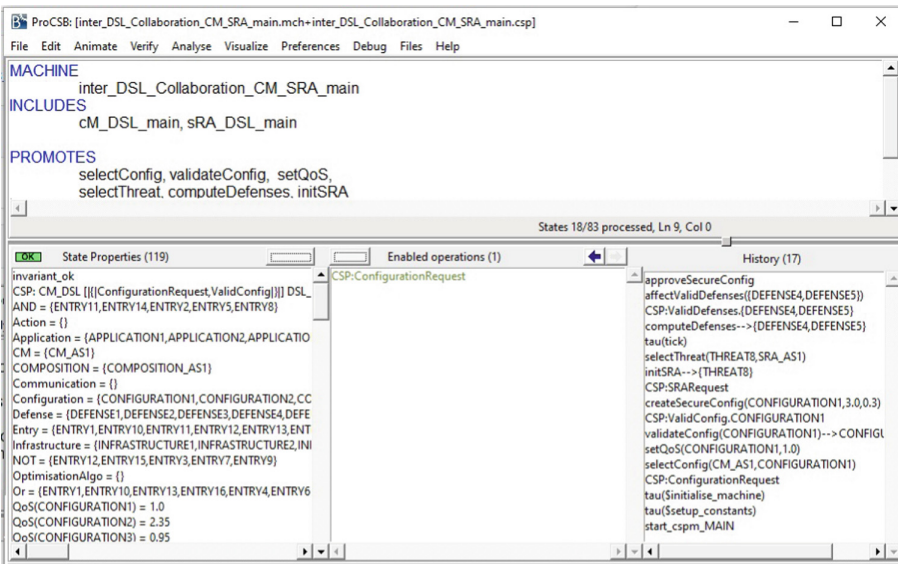 ProCSB: [inter_DSL_Collaboration_CM_SRA_main.mch+inter_DSL_Collaboration_CM_SRA_main.csp]
File Edit Animate Verify Analyse Visualize Preferences Debug Files Help
MACHINE
inter_DSL_Collaboration_CM_SRA_main
INCLUDES
cM_DSL_main, sRA_DSL_main
PROMOTES
selectConfig, validateConfig, setQoS,
selectThreat, computeDefenses, initSRA
States 18/83 processed, Ln 9, Col 0
OK State Properties (119)
invariant_ok
CSP: CM_DSL [|{|ConfigurationRequest,ValidConfig|}|] DSL_
AND = {ENTRY11,ENTRY14,ENTRY2,ENTRY5,ENTRY8}
Action = {}
Application = {APPLICATION1,APPLICATION2,APPLICATIO
CM = {CM_AS1}
COMPOSITION = {COMPOSITION_AS1}
Communication = {}
Configuration = {CONFIGURATION1,CONFIGURATION2,CC
Defense = {DEFENSE1,DEFENSE2,DEFENSE3,DEFENSE4,DEFE
Entry = {ENTRY1,ENTRY10,ENTRY11,ENTRY12,ENTRY13,ENT
Infrastructure = {INFRASTRUCTURE1,INFRASTRUCTURE2,INI
NOT = {ENTRY12,ENTRY15,ENTRY3,ENTRY7,ENTRY9}
OptimisationAlgo = {}
Or = {ENTRY1,ENTRY10,ENTRY13,ENTRY16,ENTRY4,ENTRY6
QoS(CONFIGURATION1) = 1.0
QoS(CONFIGURATION2) = 2.35
QoS(CONFIGURATION3) = 0.95
Enabled operations (1)
CSP:ConfigurationRequest
History (17)
approveSecureConfig
affectValidDefenses({DEFENSE4,DEFENSE5})
CSP:ValidDefenses.{DEFENSE4,DEFENSE5}
computeDefenses-->{DEFENSE4,DEFENSE5}
tau(tick)
selectThreat(THREAT8,SRA_AS1)
initSRA-->{THREAT8}
CSP:SRARequest
createSecureConfig(CONFIGURATION1,3.0,0.3)
CSP:ValidConfig.CONFIGURATION1
validateConfig(CONFIGURATION1)-->CONFIGU
setQoS(CONFIGURATION1,1.0)
selectConfig(CM_AS1,CONFIGURATION1)
CSP:ConfigurationRequest
tau($initialise_machine)
tau($setup_constants)
start_cspm_MAIN